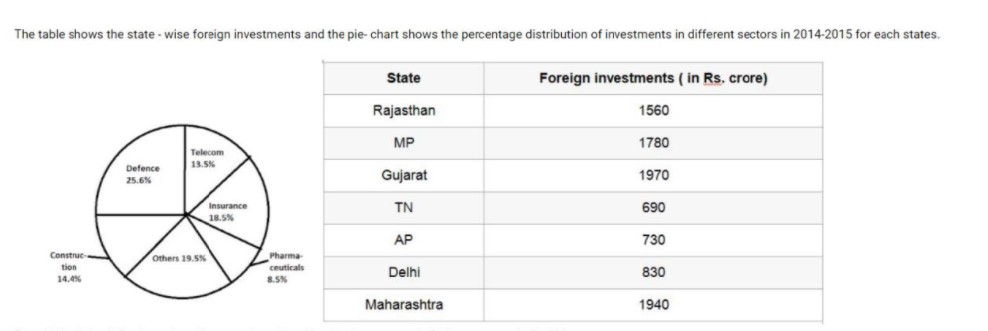 The table shows the state - wise foreign investments and the pie- chart shows the percentage distribution of investments in different sectors in 2014-2015 for each states.
State Foreign investments ( in Rs. crore)
Rajasthan 1560
MP 1780
Gujarat 1970
TN 690
AP 730
Delhi 830
Maharashtra 1940
Telecom
13.5%
Defence
25.6%
Insurance
18.5%
Construc-
tion
14.4%
Others 19.5%
Pharma-
ceuticals
8.5%